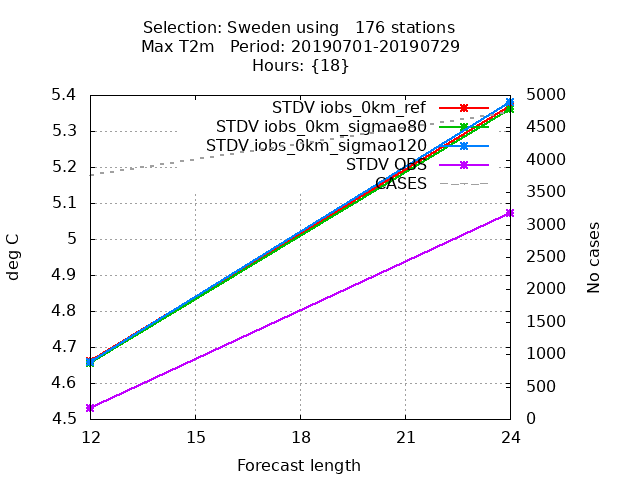 Selection: Sweden using   176 stations
Max T2m   Period: 20190701-20190729
Hours: {18}
STDV iobs_0km_ref
STDV iobs_0km_sigmao80
STDV iobs_0km_sigmao120
STDV OBS
CASES
5.4
5.3
5.2
5.1
5
4.9
4.8
4.7
4.6
4.5
deg C
5000
4500
4000
3500
3000
2500
2000
1500
1000
500
0
No cases
12 15 18 21 24
Forecast length